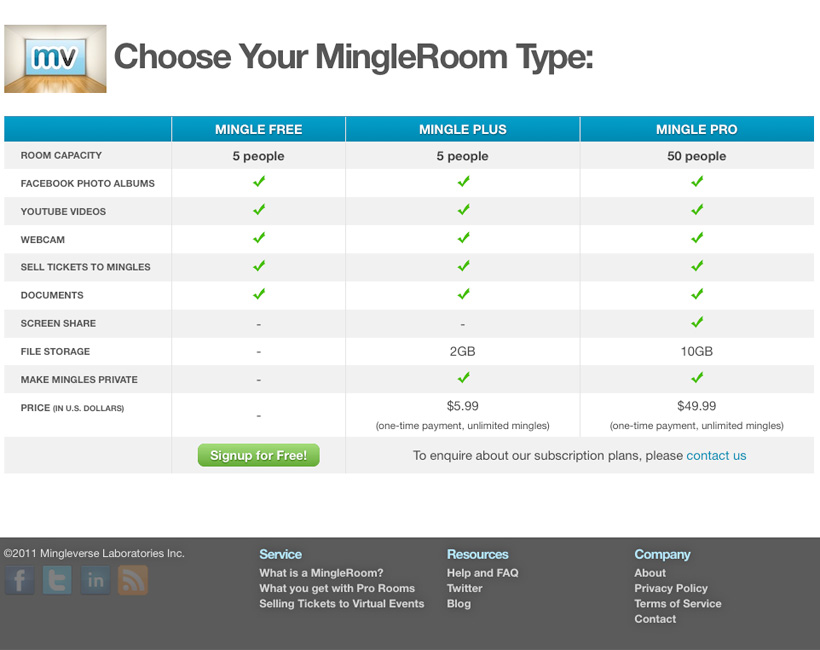 mv
Choose Your MingleRoom Type:
MINGLE FREE MINGLE PLUS MINGLE PRO
ROOM CAPACITY 5 people 5 people 50 people
FACEBOOK PHOTO ALBUMS
YOUTUBE VIDEOS
WEBCAM
SELL TICKETS TO MINGLES
DOCUMENTS
SCREEN SHARE - -
FILE STORAGE - 2GB 10GB
MAKE MINGLES PRIVATE -
PRICE (IN U.S. DOLLARS) - $5.99 $49.99
(one-time payment, unlimited mingles) (one-time payment, unlimited mingles)
Signup for Free! To enquire about our subscription plans, please contact us
©2011 Mingleverse Laboratories Inc. Service Resources Company
What is a MingleRoom? Help and FAQ About
What you get with Pro Rooms Twitter Privacy Policy
Selling Tickets to Virtual Events Blog Terms of Service
Contact
f t in